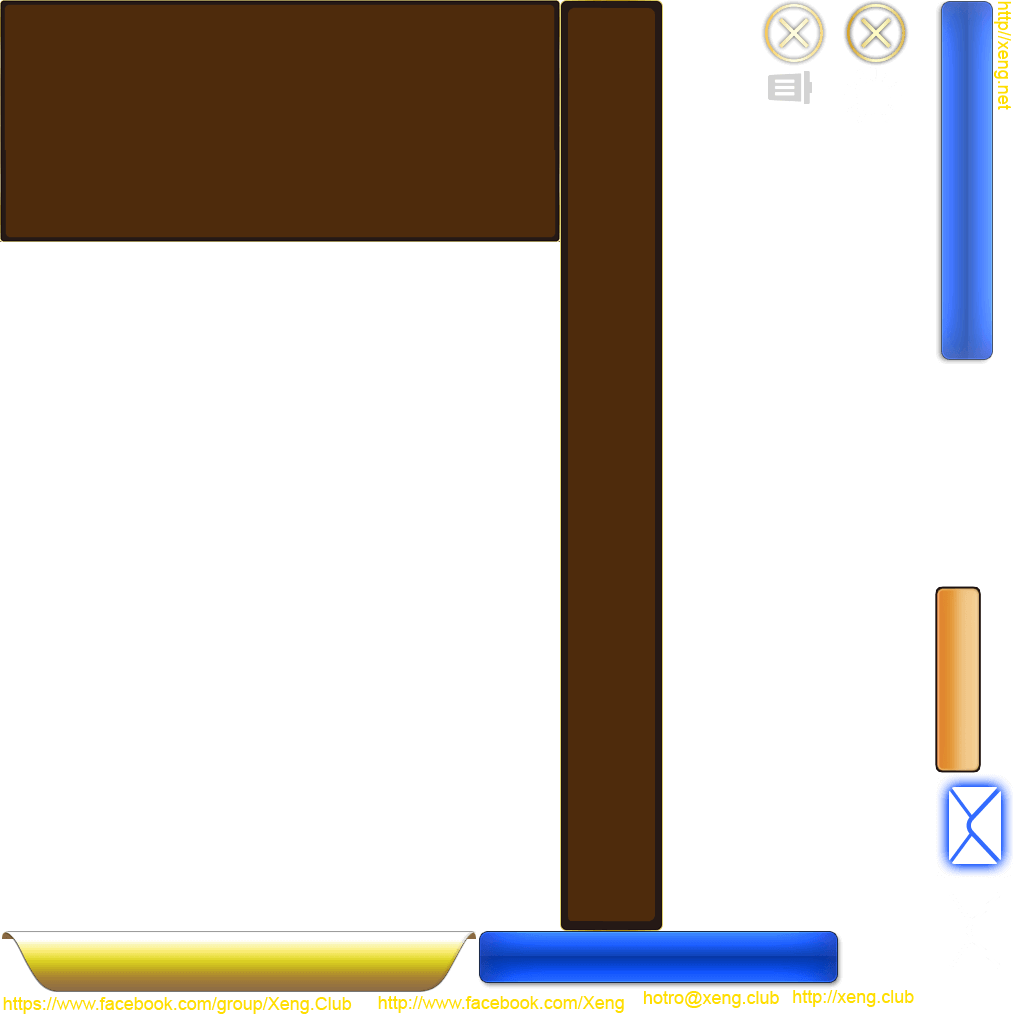 http//xeng.net
https://www.facebook.com/group/Xeng.Club
http://www.facebook.com/Xeng
hotro@xeng.club
http://xeng.club